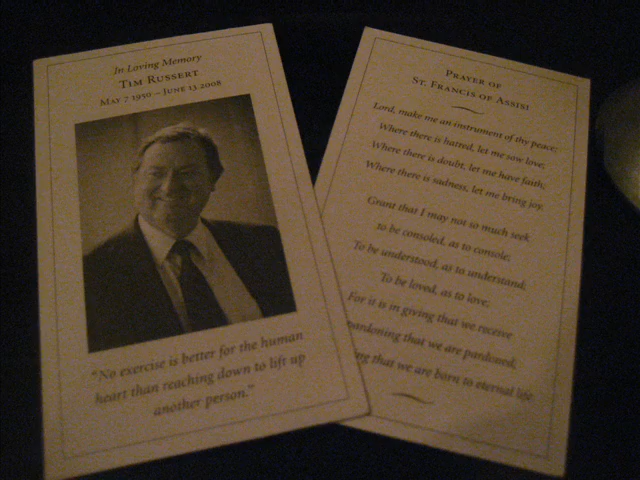 In Loving Memory
TIM RUSSERT
MAY 7 1950 – JUNE 13 2008
"No exercise is better for the human
heart than reaching down to lift up
another person."
PRAYER OF
ST. FRANCIS OF ASSISI
Lord, make me an instrument of thy peace;
Where there is hatred, let me sow love;
Where there is doubt, let me have faith;
Where there is sadness, let me bring joy.
Grant that I may not so much seek
to be consoled, as to console;
To be understood, as to understand;
To be loved, as to love;
For it is in giving that we receive
pardoning that we are pardoned;
ing that we are born to eternal life.